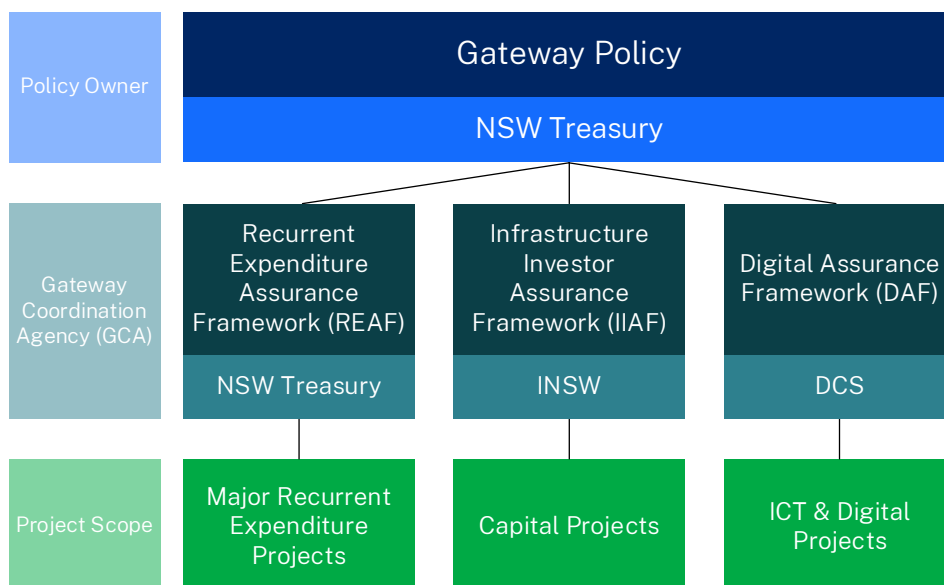 Policy Owner
Gateway Policy
NSW Treasury
Gateway
Coordination
Agency (GCA)
Recurrent
Expenditure
Assurance
Framework (REAF)
NSW Treasury
Infrastructure
Investor
Assurance
Framework (IIAF)
INSW
Digital Assurance
Framework (DAF)
DCS
Project Scope
Major Recurrent
Expenditure
Projects
Capital Projects
ICT & Digital
Projects